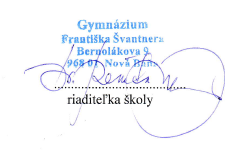 Gymnázium
Františka Švantnera
Bernolákova 9
968 01 Nová Baňa
riaditeľka školy